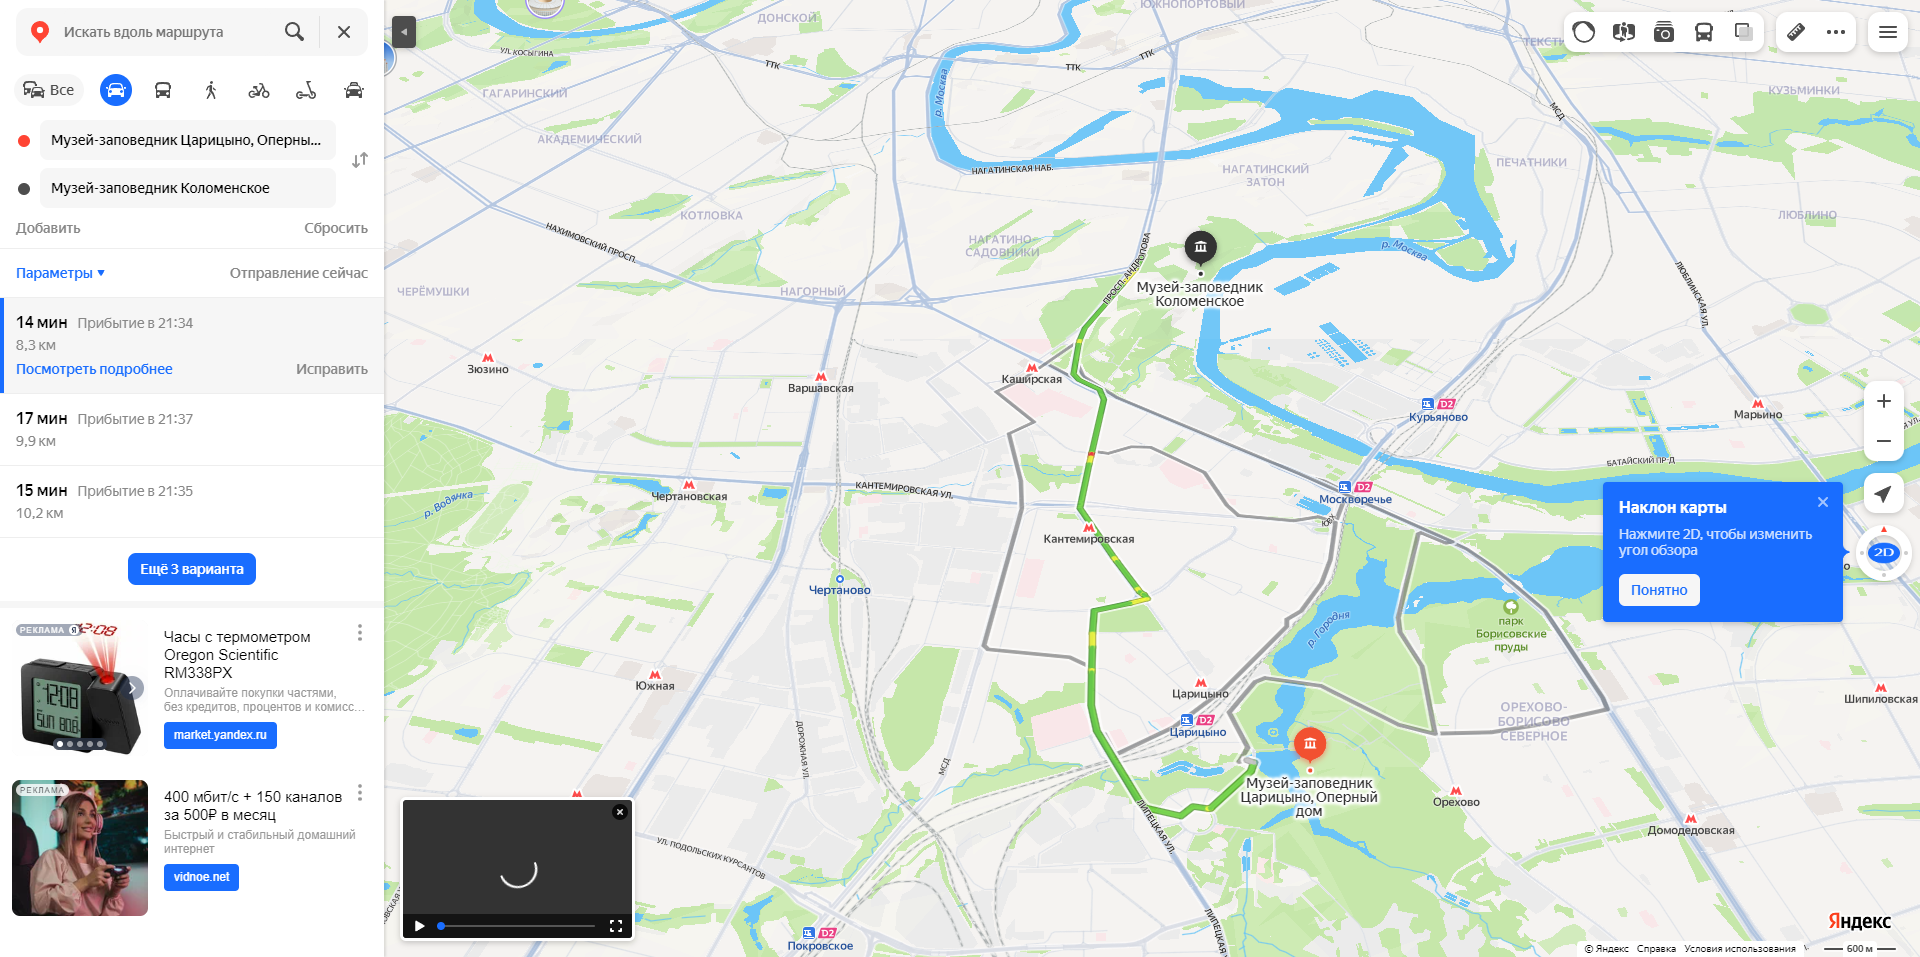 Искать вдоль маршрута
Все
Музей-заповедник Царицыно, Оперны...
Музей-заповедник Коломенское
Добавить
Сбросить
Параметры
Отправление сейчас
14 мин Прибытие в 21:34
8,3 км
Посмотреть подробнее
Исправить
17 мин Прибытие в 21:37
9,9 км
15 мин Прибытие в 21:35
10,2 км
Ещё 3 варианта
РЕКЛАМА
Часы с термометром
Oregon Scientific
RM338PX
Оплачивайте покупки частями,
без кредитов, процентов и комисс...
market.yandex.ru
РЕКЛАМА
400 мбит/с + 150 каналов
за 500₽ в месяц
Быстрый и стабильный домашний
интернет
vidnoe.net
ДОНСКОЙ
ЮЖНОПОРТОВЫЙ
УЛ. КОСЫГИНА
ТТК
ТТК
ТТК
ТЕКСТИ
ГАГАРИНСКИЙ
р. Москва
КУЗЬМИНКИ
МСД
АКАДЕМИЧЕСКИЙ
НАГАТИНСКАЯ НАБ.
НАГАТИНСКИЙ
ЗАТОН
ПЕЧАТНИКИ
КОТЛОВКА
ЛЮБЛИНО
НАХИМОВСКИЙ ПРОСП.
НАГАТИНО-
САДОВНИКИ
ПРОСП. АНДРОПОВА
р. Москва
Музей-заповедник
Коломенское
ЧЕРЁМУШКИ
НАГОРНЫЙ
ЛЮБЛИНСКАЯ УЛ.
Зюзино
Варшавская
Каширская
D2
Курьяново
Марьино
БАТАЙСКИЙ ПР-Д
Чертановская
р. Водянка
КАНТЕМИРОВСКАЯ УЛ.
D2
Москворечье
ЮВХ
Кантемировская
Наклон карты
Нажмите 2D, чтобы изменить
угол обзора
Понятно
2D
Чертаново
р. Городня
парк
Борисовские
пруды
Южная
Царицыно
D2
Царицыно
ОРЕХОВО-
БОРИСОВО
СЕВЕРНОЕ
Шипиловская
ДОРОЖНАЯ УЛ.
МСД
Музей-заповедник
Царицыно, Оперный
дом
Орехово
Домодедовская
ЛИПЕЦКАЯ УЛ.
УЛ. ПОДОЛЬСКИХ КУРСАНТОВ
ЛИПЕЦКАЯ УЛ.
D2
Покровское
Яндекс
© Яндекс Справка Условия использования
600 м